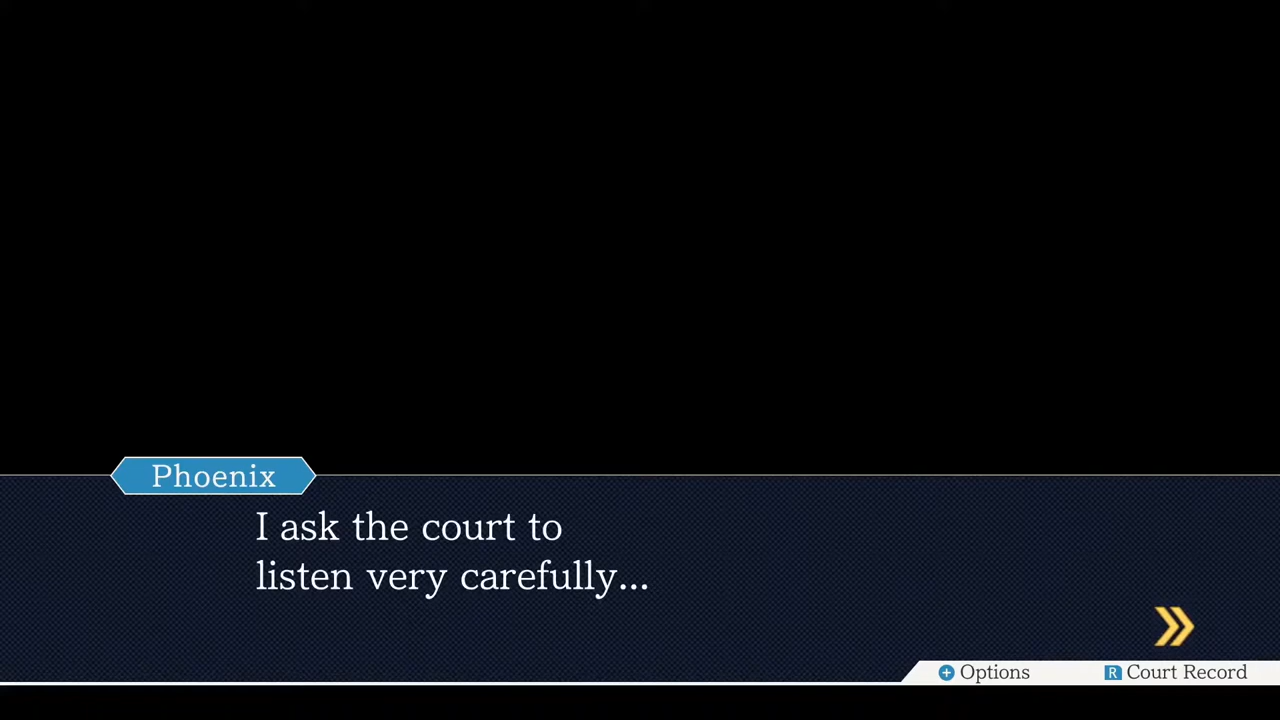 Phoenix
I ask the court to
listen very carefully...
+ Options
R Court Record